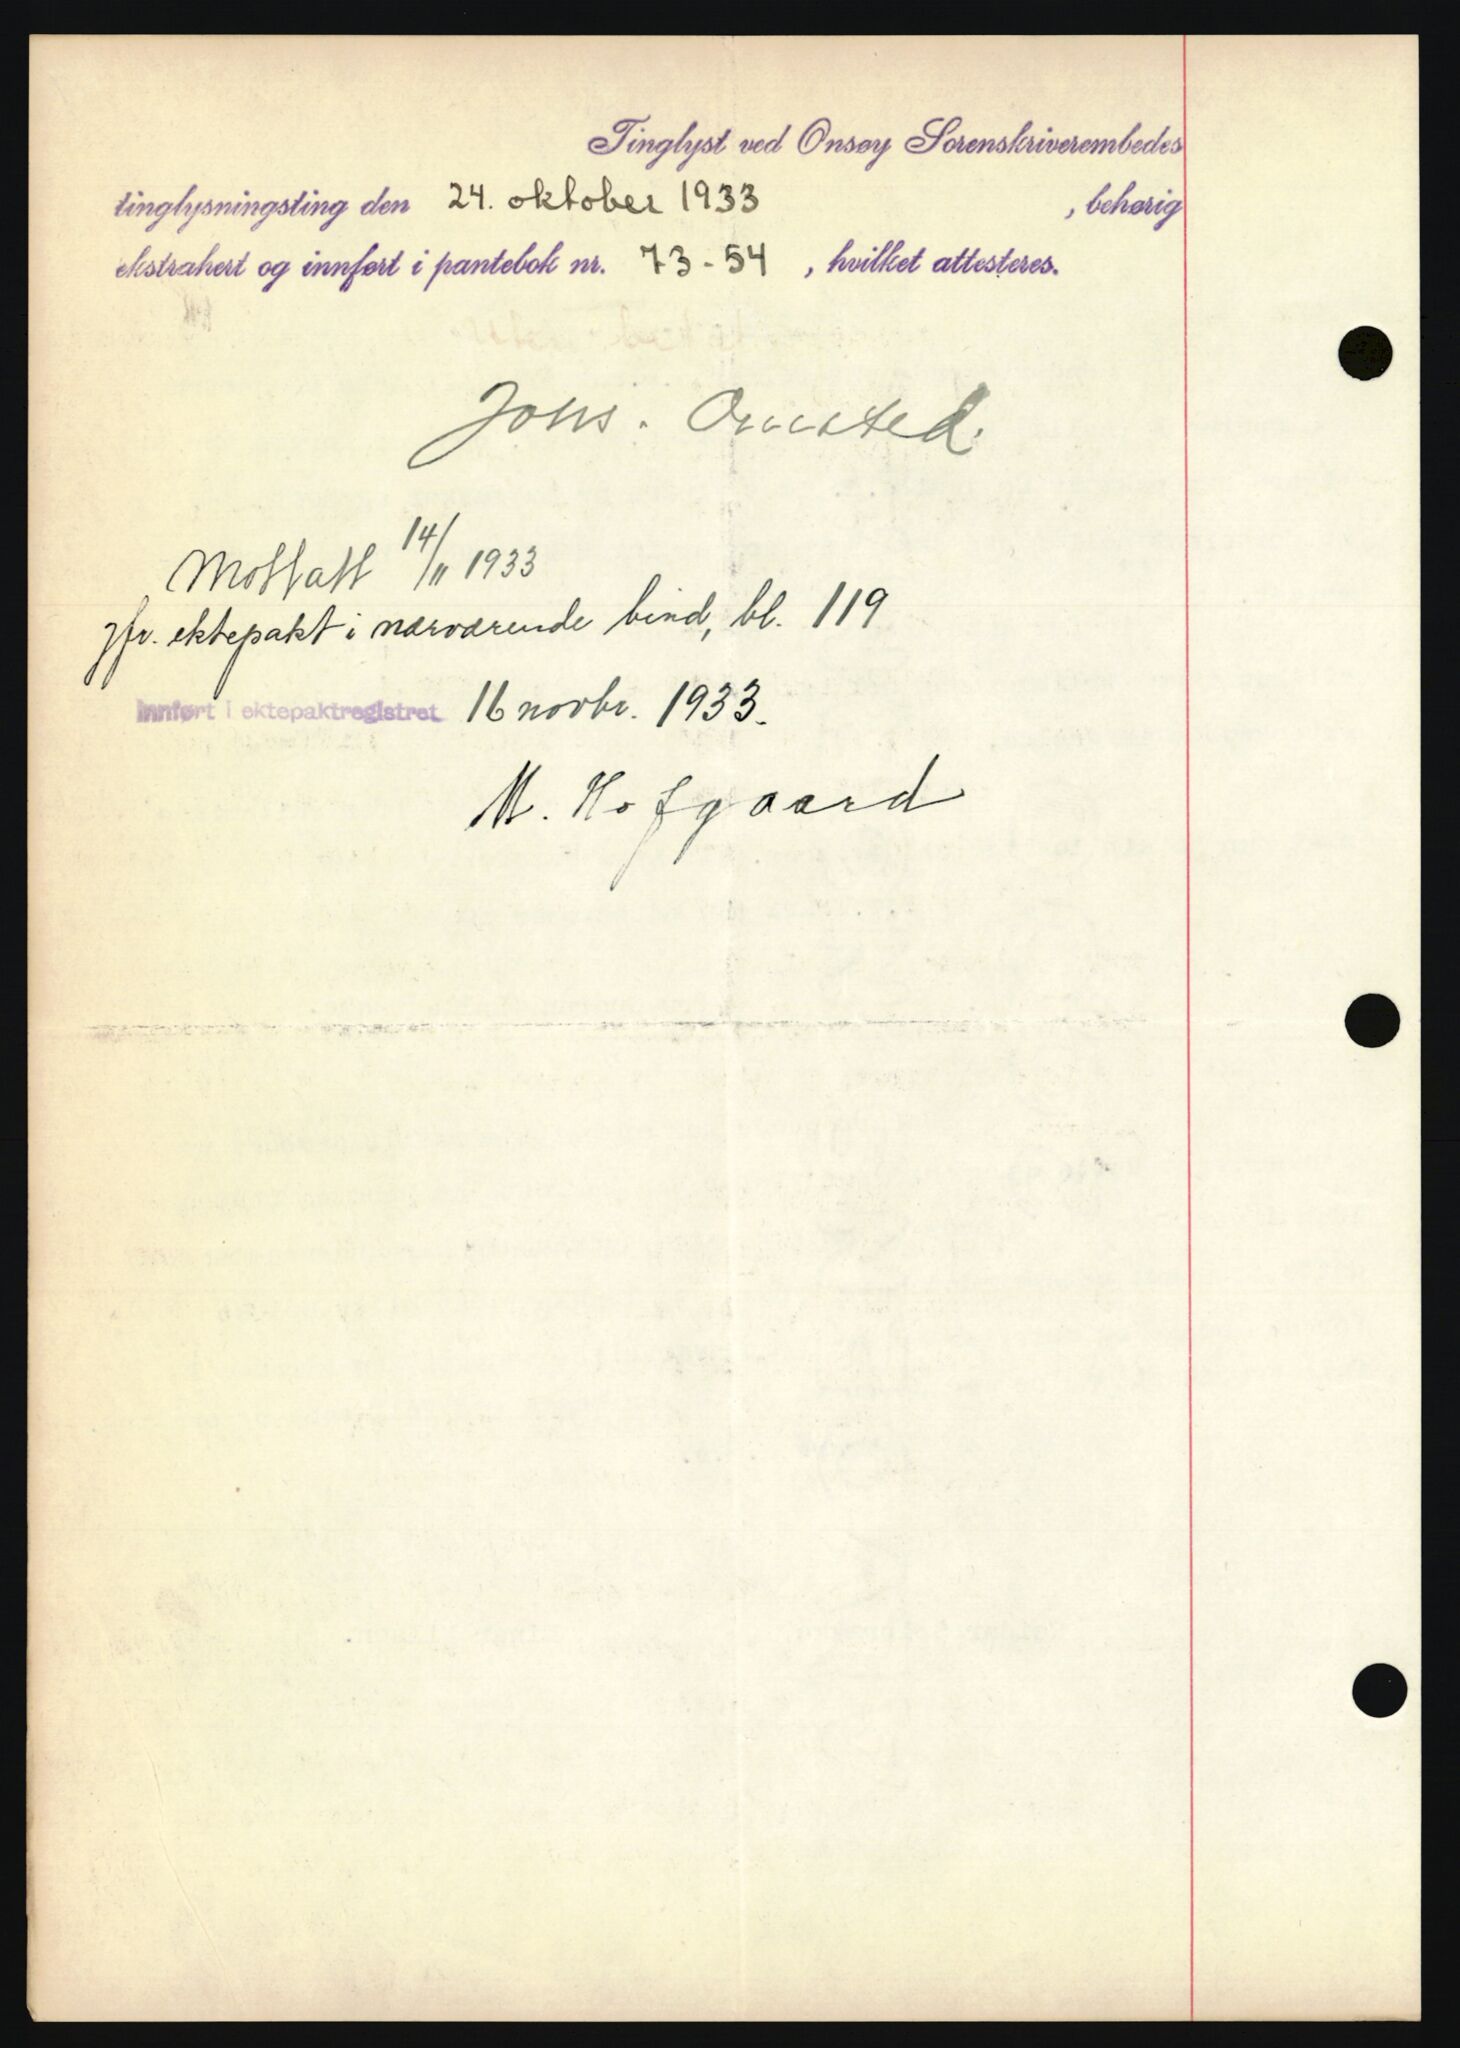 Tinglyst ved Onsøy Sorenskriverembedes
tinglysningsting den 24. oktober 1933 , behørig
ekstrahert og innført i pantebok nr. 73-54 , hvilket attesteres.
Johs. Omsted.
Mottatt 14/11 1933
jfr. ektepakt i nærværende bind, bl. 119
Innført i ektepaktregistret 16 novbr. 1933.
M. Hofgaard